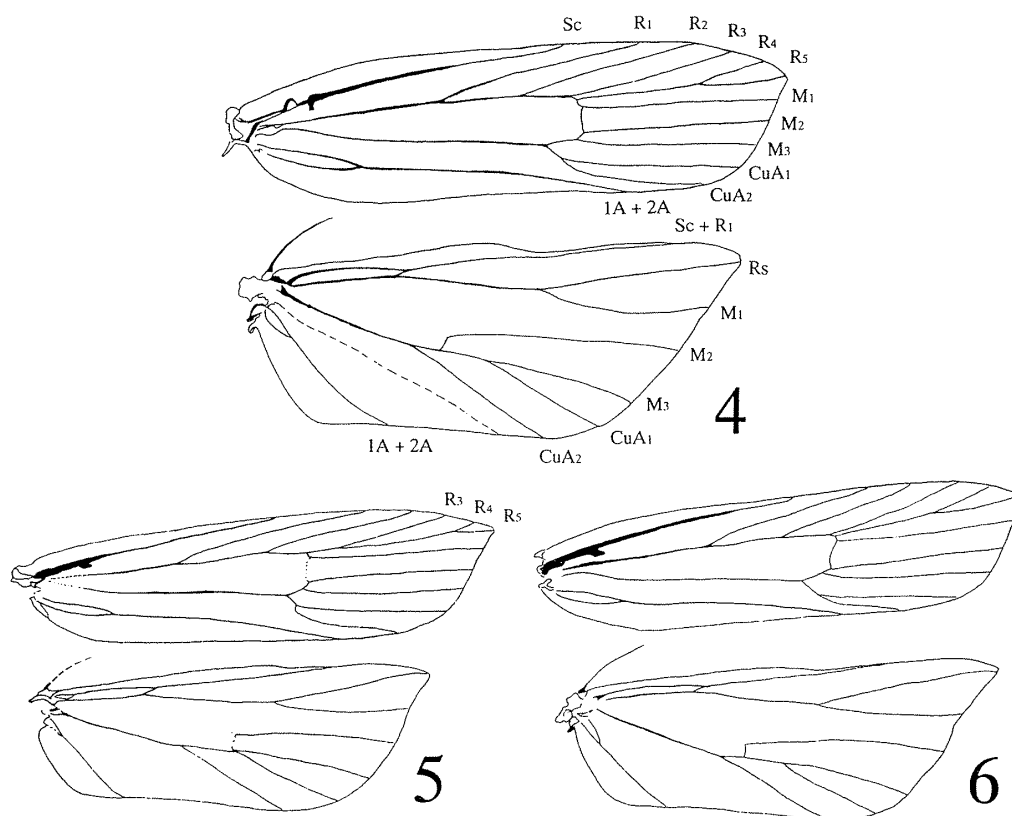 Sc
R1
R2
R3
R4
R5
M1
M2
M3
CuA1
CuA2
1A + 2A
Sc + R1
Rs
M1
M2
M3
CuA1
CuA2
1A + 2A
4
R3
R4
R5
5
6